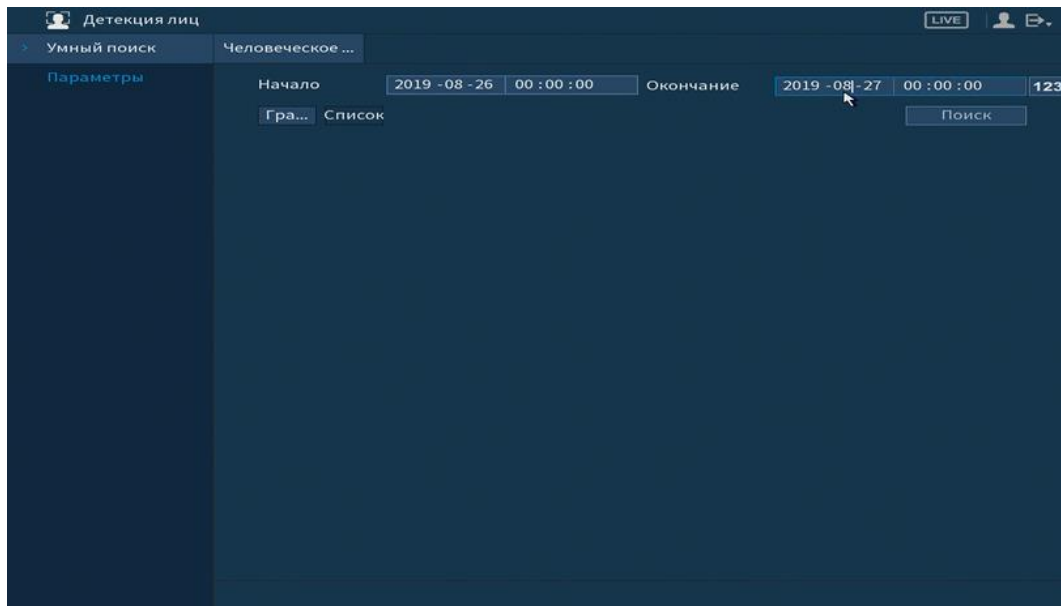 Детекция лиц LIVE
Умный поиск Человеческое ...
Параметры
Начало 2019 -08 -26 00 :00 :00 Окончание 2019 -08 -27 00 :00 :00 123
Гра... Список Поиск